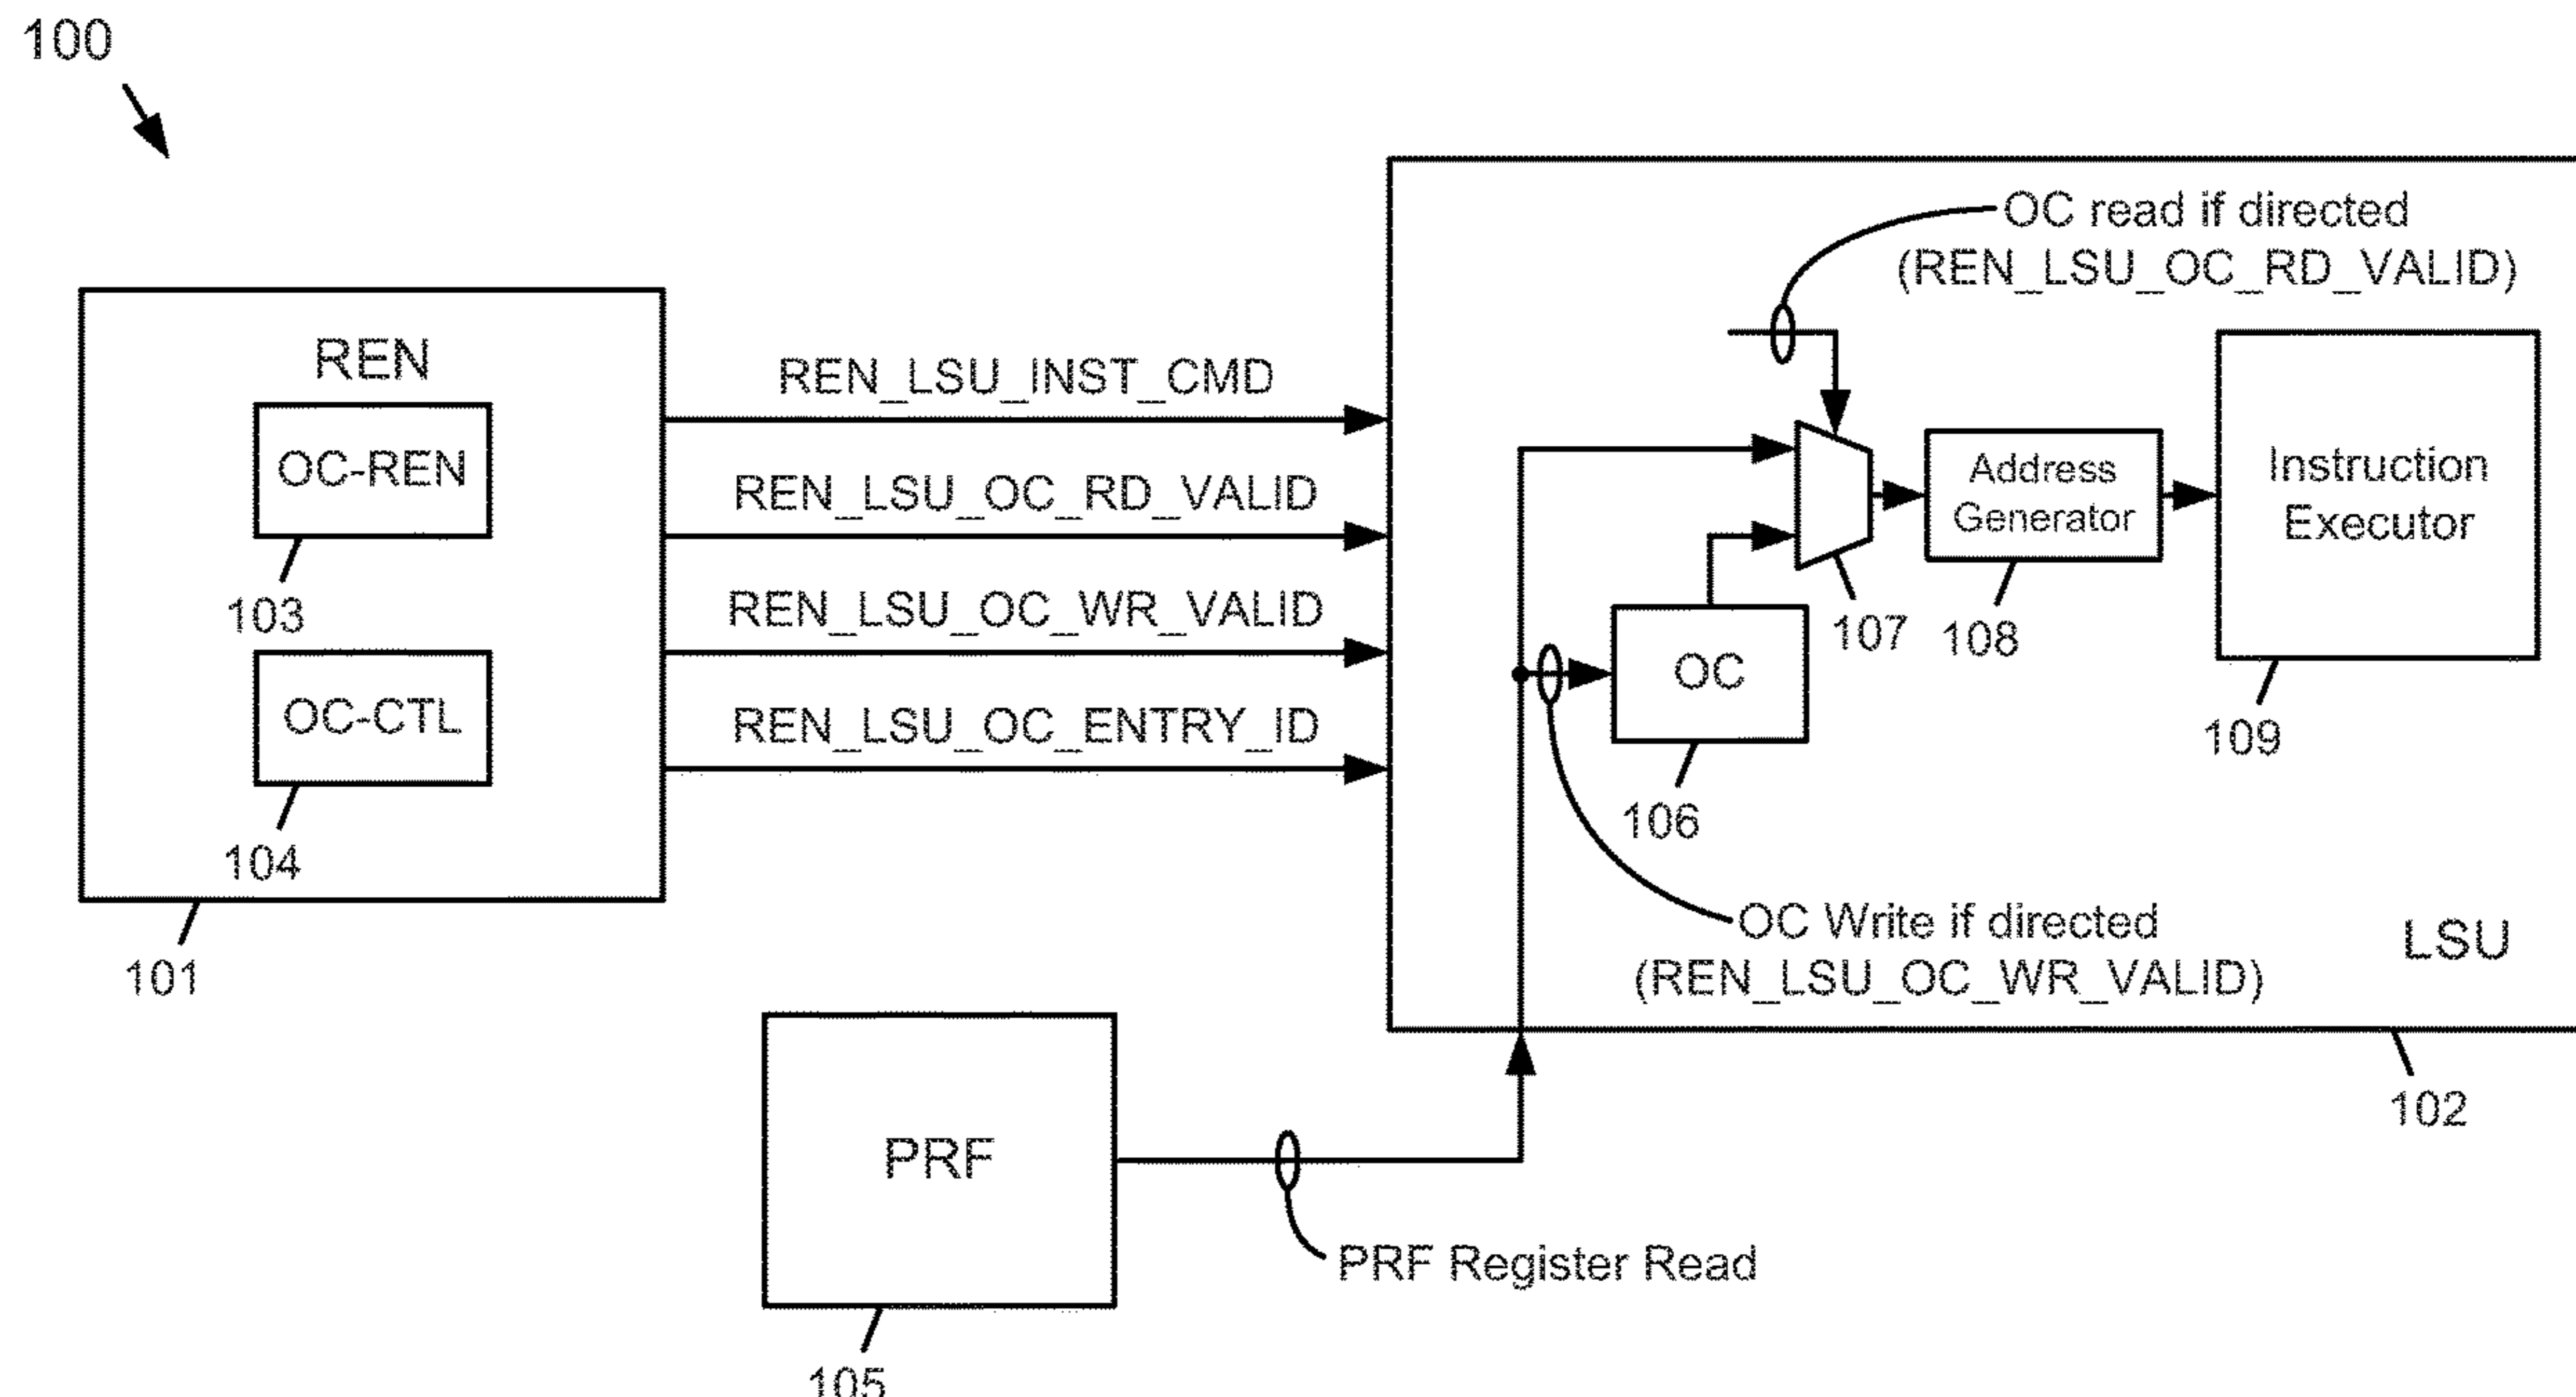 100
OC read if directed
(REN_LSU_OC_RD_VALID)
REN
OC-REN
103
OC-CTL
104
101
REN_LSU_INST_CMD
REN_LSU_OC_RD_VALID
REN_LSU_OC_WR_VALID
REN_LSU_OC_ENTRY_ID
Address
Generator
Instruction
Executor
107
108
109
OC
106
OC Write if directed
(REN_LSU_OC_WR_VALID)
LSU
102
PRF
PRF Register Read
105